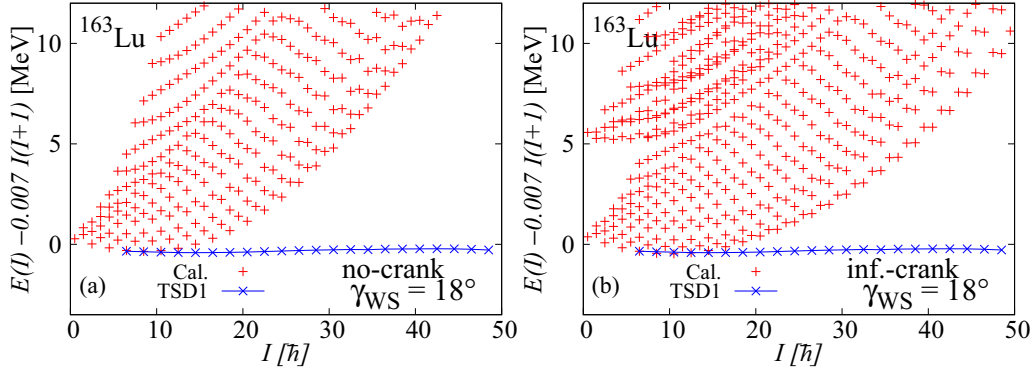 E(I) −0.007 I(I+1) [MeV]
10
5
0
¹⁶³Lu
(a)
Cal.
TSD1
no-crank
γWS = 18°
0 10 20 30 40 50
I [ħ]
E(I) −0.007 I(I+1) [MeV]
10
5
0
¹⁶³Lu
(b)
Cal.
TSD1
inf.-crank
γWS = 18°
0 10 20 30 40 50
I [ħ]